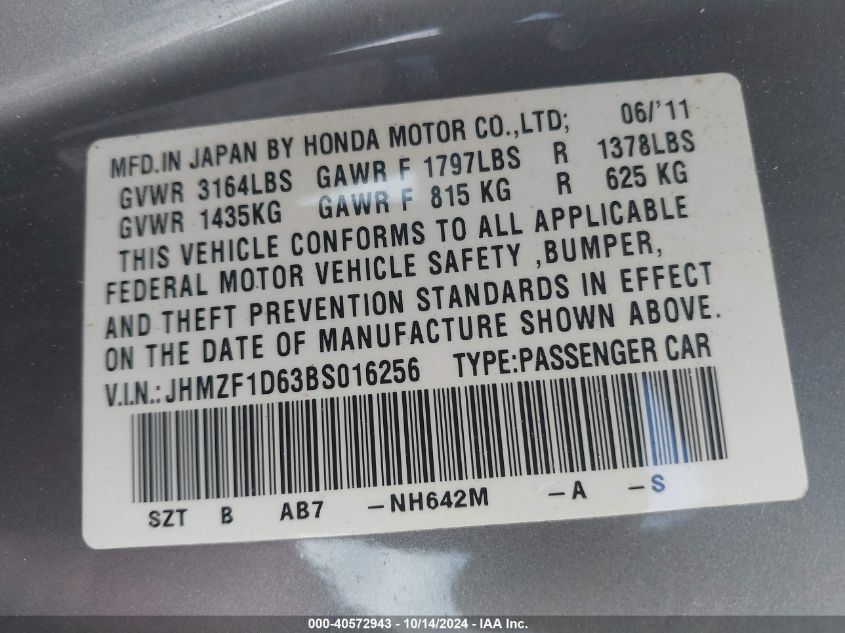 MFD.IN JAPAN BY HONDA MOTOR CO.,LTD; 06/'11
GVWR 3164LBS GAWR F 1797LBS R 1378LBS
GVWR 1435KG GAWR F 815 KG R 625 KG
THIS VEHICLE CONFORMS TO ALL APPLICABLE
FEDERAL MOTOR VEHICLE SAFETY ,BUMPER,
AND THEFT PREVENTION STANDARDS IN EFFECT
ON THE DATE OF MANUFACTURE SHOWN ABOVE.
V.I.N.: JHMZF1D63BS016256 TYPE:PASSENGER CAR
SZT B AB7 -NH642M -A -S
000-40572943 - 10/14/2024 - IAA Inc.